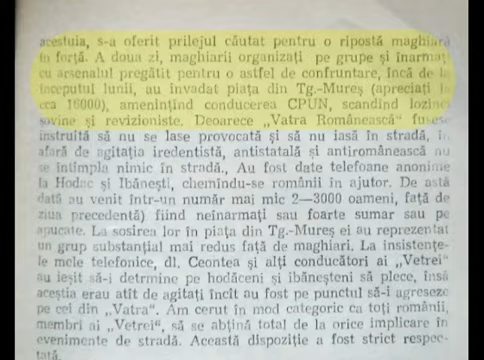 acestuia, s-a oferit prilejul căutat pentru o ripostă maghiară
în forță. A doua zi, maghiarii organizați pe grupe și înarmați
cu arsenalul pregătit pentru o astfel de confruntare, încă de la
începutul lunii, au invadat piața din Tg.-Mureș (apreciați în
cca 16000), amenințind conducerea CPUN, scandind lozinci
șovine și revizioniste. Deoarece „Vatra Românească" fusese
instruită să nu se lase provocată și să nu iasă în stradă, în
afară de agitația iredentistă, antistatală și antiromânească nu
se întîmpla nimic în stradă., Au fost date telefoane anonime
la Hodac și Ibănești, chemîndu-se românii în ajutor. De astă
dată au venit într-un număr mai mic 2—3000 oameni, față de
ziua precedentă) fiind neînarmați sau foarte sumar sau pe
apucate. La sosirea lor în piața din Tg.-Mureș ei au reprezentat
un grup substanțial mai redus față de maghiari. La insistențe-
le mele telefonice, dl. Ceontea și alți conducători ai „Vetrei"
au ieșit să-i detrmine pe hodăceni și ibăneșteni să plece, însă
aceștia erau atît de agitați încît au fost pe punctul să-i agreseze
pe cei din „Vatra". Am cerut în mod categoric ca toți românii,
membri ai „Vetrei", să se abțină total de la orice implicare în
evenimente de stradă. Această dispoziție a fost strict respec-
tată.